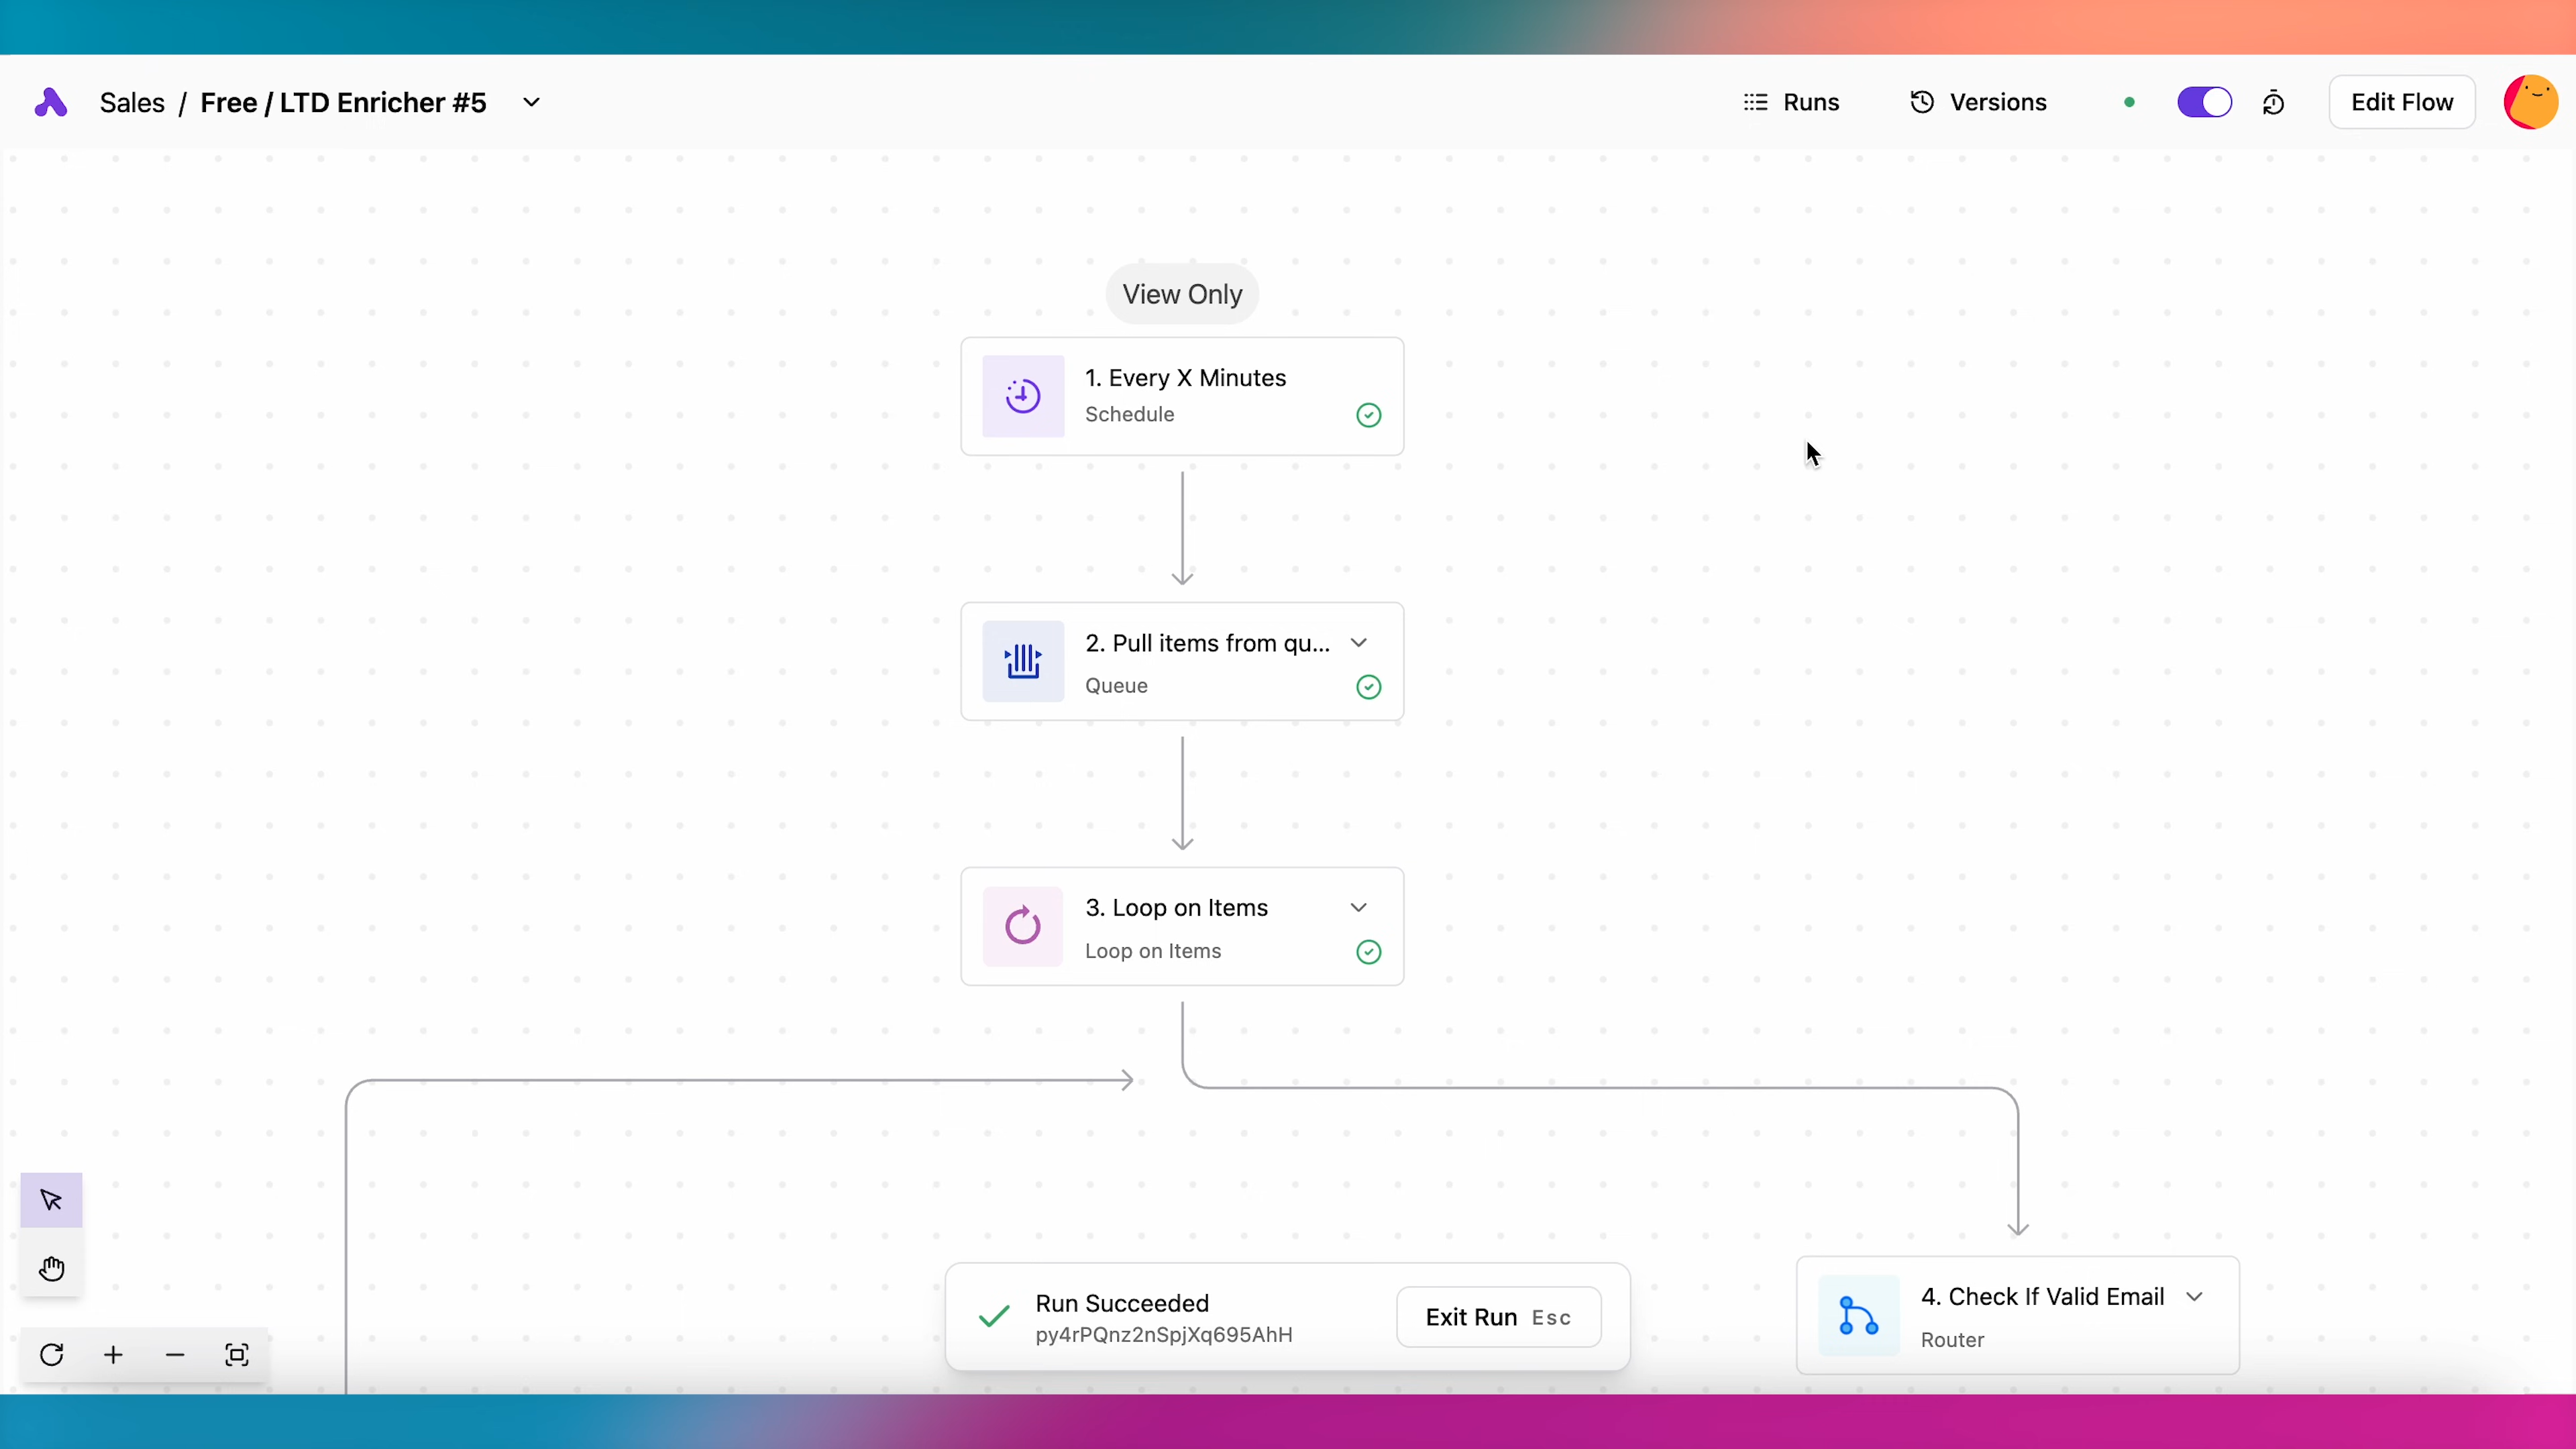 Sales / Free / LTD Enricher #5
Runs
Versions
Edit Flow
View Only
1. Every X Minutes
Schedule
2. Pull items from qu...
Queue
3. Loop on Items
Loop on Items
Run Succeeded
py4rPQnz2nSpjXq695AhH
Exit Run Esc
4. Check If Valid Email
Router